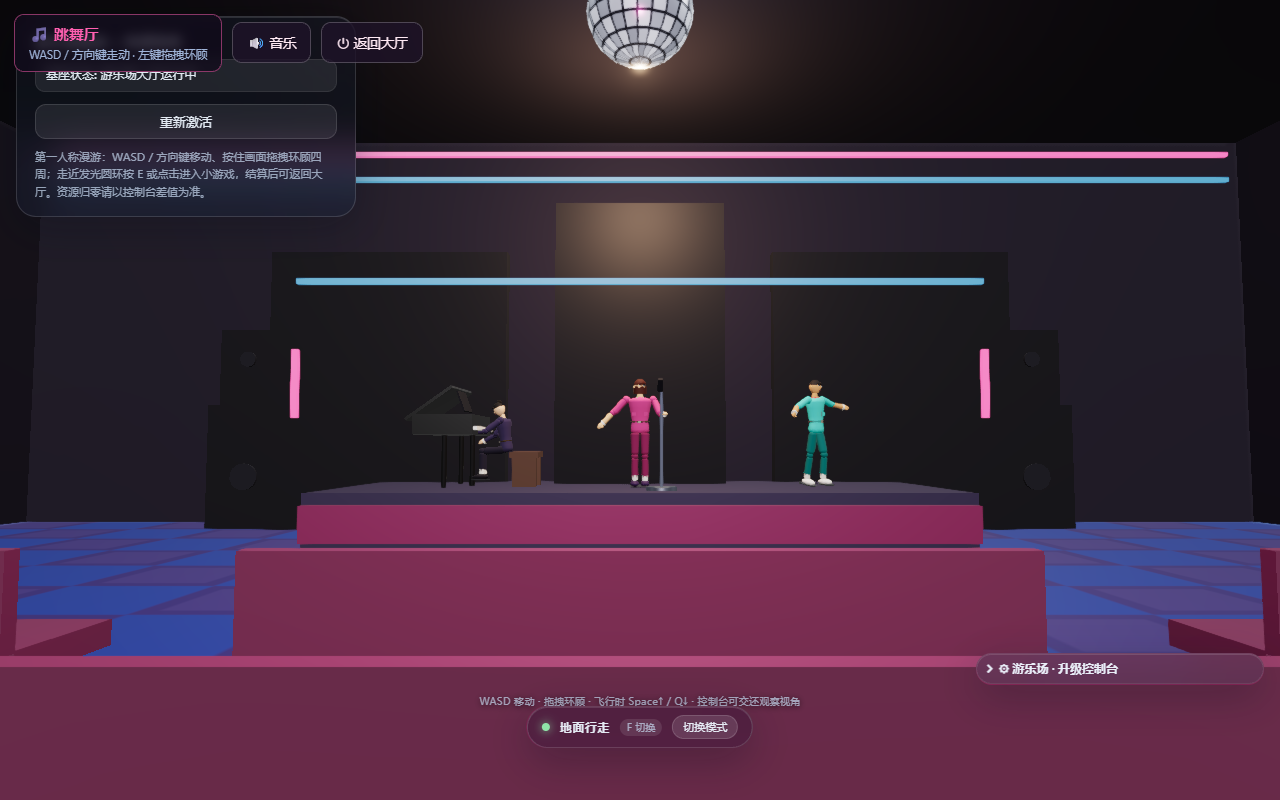 跳舞厅
WASD / 方向键走动 · 左键拖拽环顾
音乐
返回大厅
基座状态: 游乐场大厅运行中
重新激活
第一人称漫游：WASD / 方向键移动、按住画面拖拽环顾四
周；走近发光圆环按 E 或点击进入小游戏，结算后可返回大
厅。资源归零请以控制台差值为准。
游乐场 · 升级控制台
WASD 移动 · 拖拽环顾 · 飞行时 Space↑ / Q↓ · 控制台可交还观察视角
地面行走 F 切换 切换模式